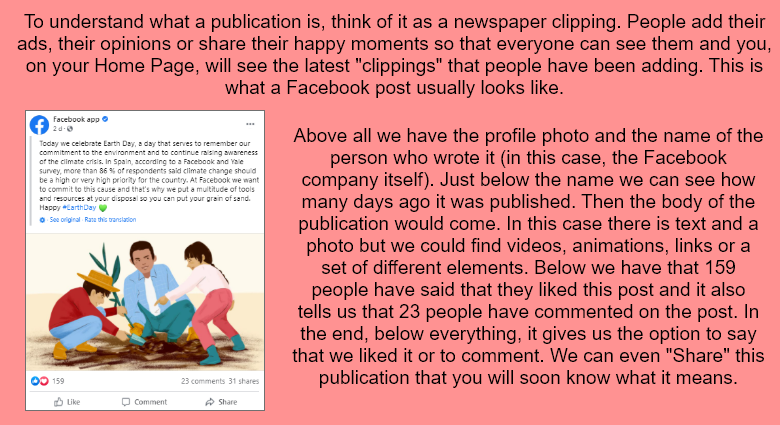 To understand what a publication is, think of it as a newspaper clipping. People add their
ads, their opinions or share their happy moments so that everyone can see them and you,
on your Home Page, will see the latest "clippings" that people have been adding. This is
what a Facebook post usually looks like.
Facebook app
2 d ·
Today we celebrate Earth Day, a day that serves to remember our
commitment to the environment and to continue raising awareness
of the climate crisis. In Spain, according to a Facebook and Yale
survey, more than 86 % of respondents said climate change should
be a high or very high priority for the country. At Facebook we want
to commit to this cause and that's why we put a multitude of tools
and resources at your disposal so you can put your grain of sand.
Happy #EarthDay 💚
· See original · Rate this translation
159
23 comments 31 shares
Like Comment Share
Above all we have the profile photo and the name of the
person who wrote it (in this case, the Facebook
company itself). Just below the name we can see how
many days ago it was published. Then the body of the
publication would come. In this case there is text and a
photo but we could find videos, animations, links or a
set of different elements. Below we have that 159
people have said that they liked this post and it also
tells us that 23 people have commented on the post. In
the end, below everything, it gives us the option to say
that we liked it or to comment. We can even "Share" this
publication that you will soon know what it means.